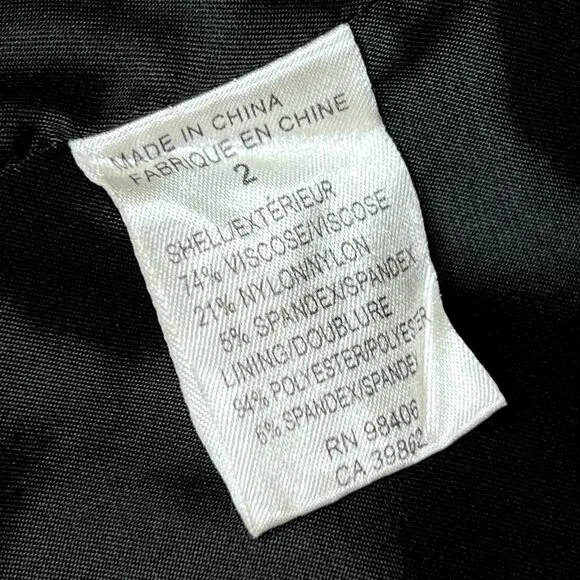 MADE IN CHINA
FABRIQUE EN CHINE
2
SHELL/EXTÉRIEUR
74% VISCOSE/VISCOSE
21% NYLON/NYLON
5% SPANDEX/SPANDEX
LINING/DOUBLURE
94% POLYESTER/POLYESTER
6% SPANDEX/SPANDEX
RN 98406
CA 39862